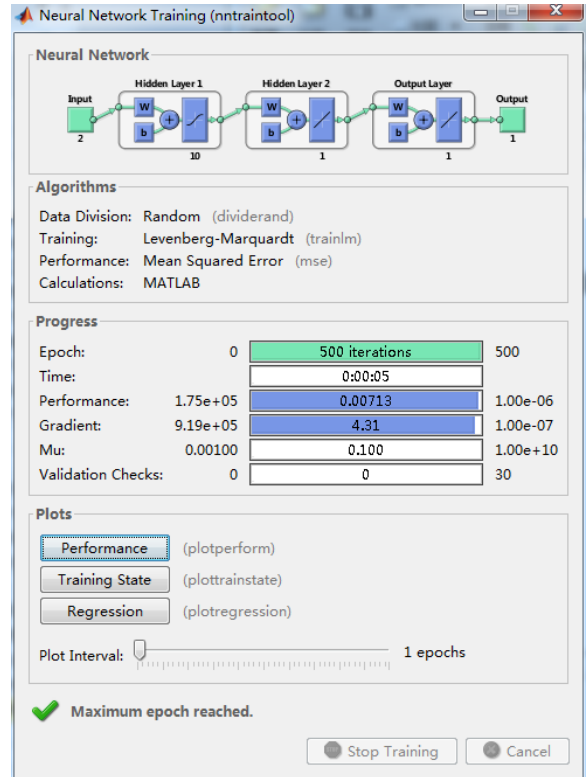 Neural Network Training (nntraintool)
Neural Network
Hidden Layer 1 Hidden Layer 2 Output Layer
Input Output
W W W
b b b
2 10 1 1 1
Algorithms
Data Division: Random (dividerand)
Training: Levenberg-Marquardt (trainlm)
Performance: Mean Squared Error (mse)
Calculations: MATLAB
Progress
Epoch: 0 500 iterations 500
Time: 0:00:05
Performance: 1.75e+05 0.00713 1.00e-06
Gradient: 9.19e+05 4.31 1.00e-07
Mu: 0.00100 0.100 1.00e+10
Validation Checks: 0 0 30
Plots
Performance (plotperform)
Training State (plottrainstate)
Regression (plotregression)
Plot Interval: 1 epochs
Maximum epoch reached.
Stop Training Cancel